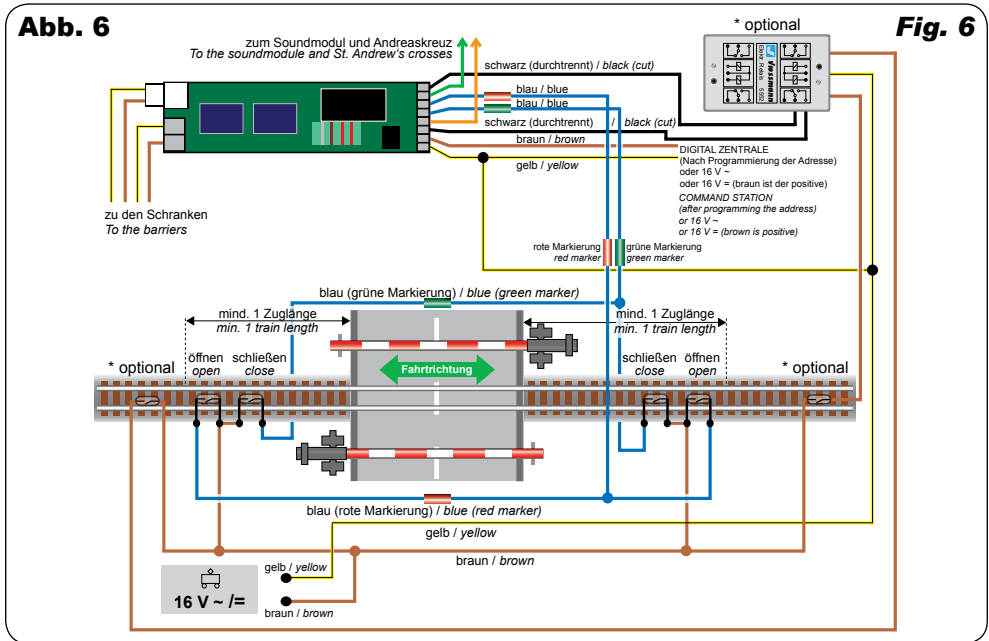 Abb. 6
* optional
Fig. 6
zum Soundmodul und Andreaskreuz
To the soundmodule and St. Andrew's crosses
schwarz (durchtrennt) / black (cut)
blau / blue
blau / blue
schwarz (durchtrennt) / black (cut)
braun / brown
gelb / yellow
viessmann
Elektr. Relais
5552
DIGITAL ZENTRALE
(Nach Programmierung der Adresse)
oder 16 V ~
oder 16 V = (braun ist der positive)
COMMAND STATION
(after programming the address)
or 16 V ~
or 16 V = (brown is positive)
zu den Schranken
To the barriers
rote Markierung
red marker
grüne Markierung
green marker
blau (grüne Markierung) / blue (green marker)
mind. 1 Zuglänge
min. 1 train length
mind. 1 Zuglänge
min. 1 train length
* optional
öffnen
open
schließen
close
Fahrtrichtung
schließen
close
öffnen
open
* optional
blau (rote Markierung) / blue (red marker)
gelb / yellow
braun / brown
gelb / yellow
16 V ~ /=
braun / brown